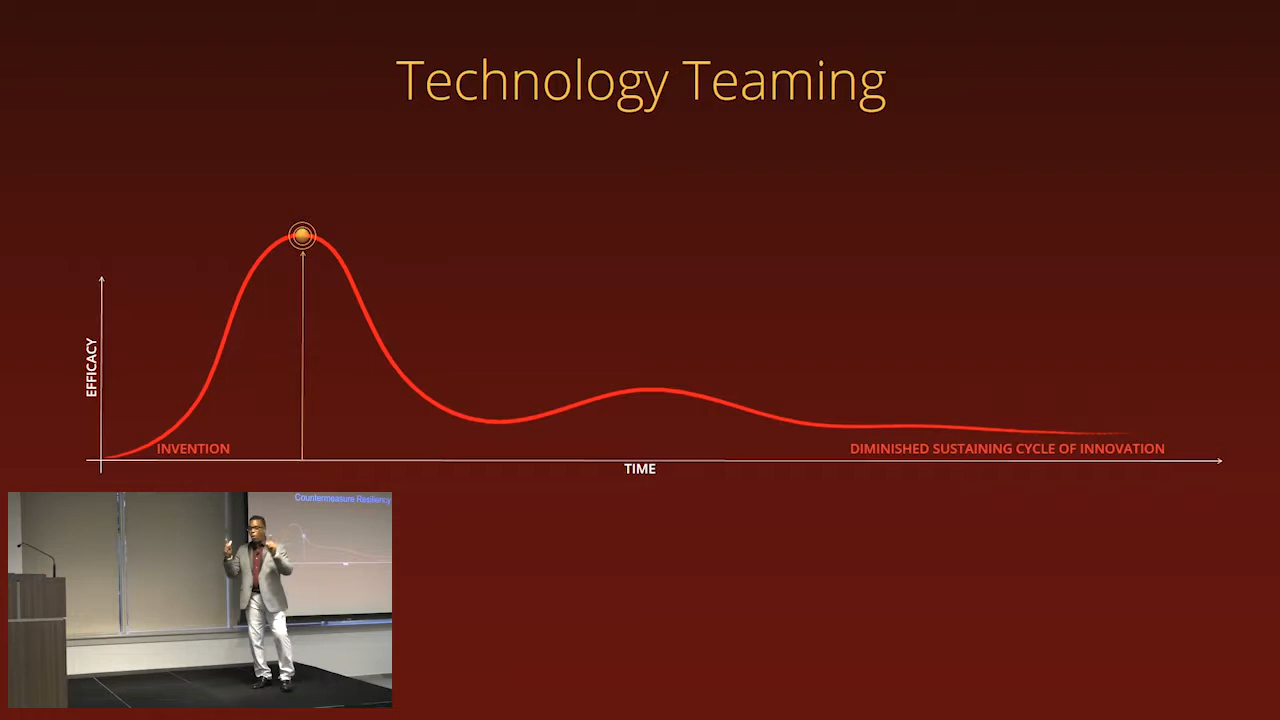 Technology Teaming
EFFICACY
INVENTION
DIMINISHED SUSTAINING CYCLE OF INNOVATION
TIME
Countermeasure Resiliency